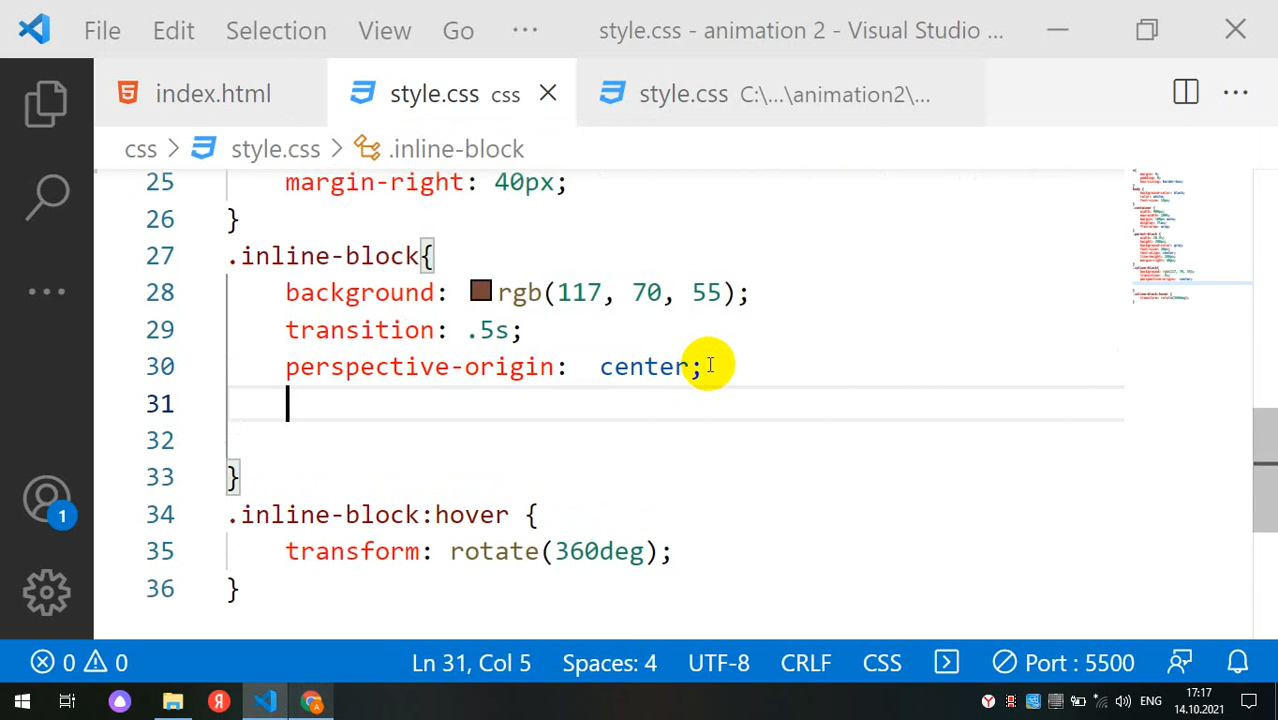 File Edit Selection View Go ··· style.css - animation 2 - Visual Studio ...
index.html style.css css style.css C:\...\animation2\...
css > style.css > .inline-block
25 margin-right: 40px;
26 }
27 .inline-block{
28 background: rgb(117, 70, 55);
29 transition: .5s;
30 perspective-origin:  center;
31
32
33 }
34 .inline-block:hover {
35 transform: rotate(360deg);
36 }
1
0 0 Ln 31, Col 5 Spaces: 4 UTF-8 CRLF CSS Port : 5500
ENG 17:17
14.10.2021